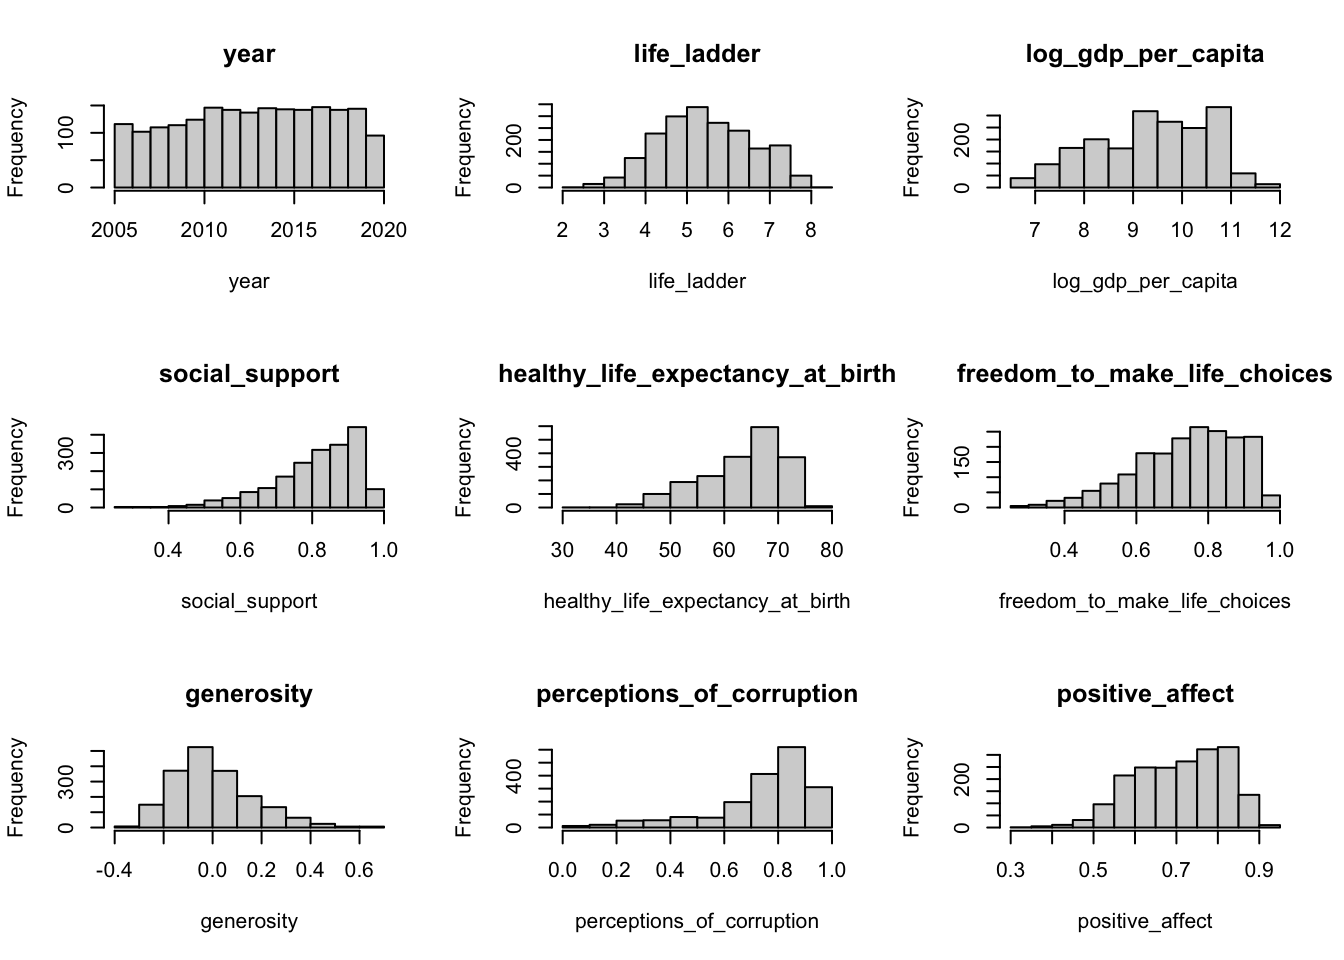 year
Frequency
0 100
2005 2010 2015 2020
year
life_ladder
Frequency
0 200
2 3 4 5 6 7 8
life_ladder
log_gdp_per_capita
Frequency
0 200
7 8 9 10 11 12
log_gdp_per_capita
social_support
Frequency
0 300
0.4 0.6 0.8 1.0
social_support
healthy_life_expectancy_at_birth
Frequency
0 400
30 40 50 60 70 80
healthy_life_expectancy_at_birth
freedom_to_make_life_choices
Frequency
0 150
0.4 0.6 0.8 1.0
freedom_to_make_life_choices
generosity
Frequency
0 300
-0.4 0.0 0.2 0.4 0.6
generosity
perceptions_of_corruption
Frequency
0 400
0.0 0.2 0.4 0.6 0.8 1.0
perceptions_of_corruption
positive_affect
Frequency
0 200
0.3 0.5 0.7 0.9
positive_affect